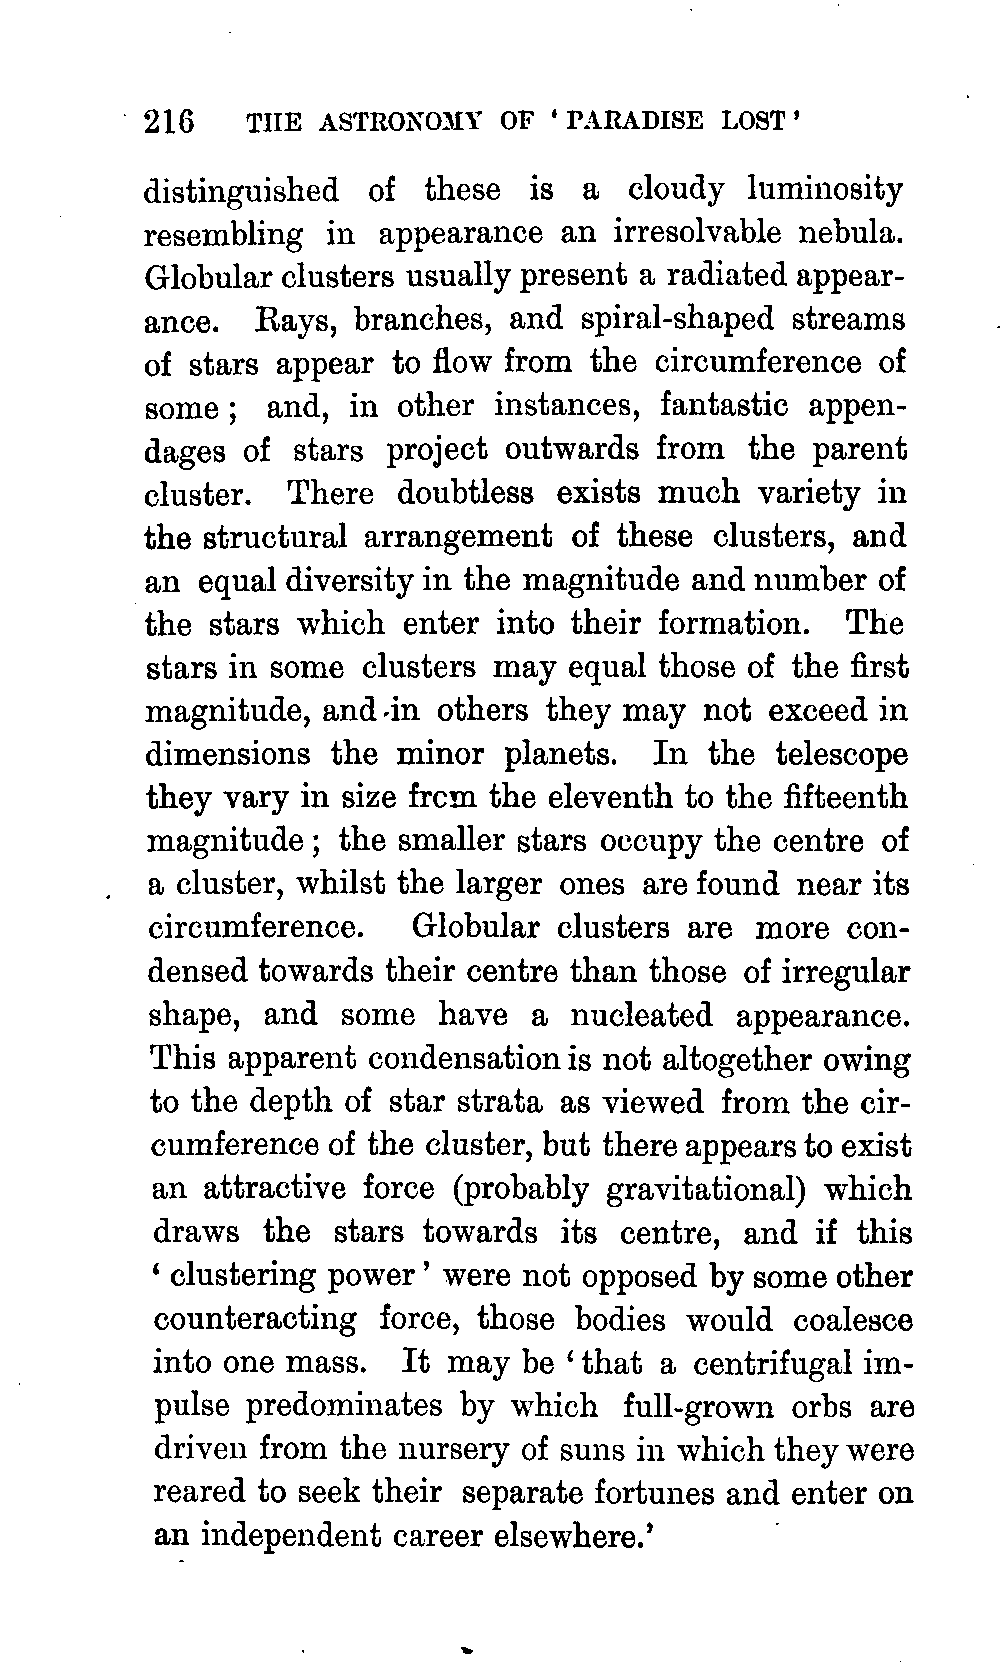 216 THE ASTRONOMY OF ‘PARADISE LOST’
distinguished of these is a cloudy luminosity
resembling in appearance an irresolvable nebula.
Globular clusters usually present a radiated appear-
ance. Rays, branches, and spiral-shaped streams
of stars appear to flow from the circumference of
some; and, in other instances, fantastic appen-
dages of stars project outwards from the parent
cluster. There doubtless exists much variety in
the structural arrangement of these clusters, and
an equal diversity in the magnitude and number of
the stars which enter into their formation. The
stars in some clusters may equal those of the first
magnitude, and in others they may not exceed in
dimensions the minor planets. In the telescope
they vary in size from the eleventh to the fifteenth
magnitude; the smaller stars occupy the centre of
a cluster, whilst the larger ones are found near its
circumference. Globular clusters are more con-
densed towards their centre than those of irregular
shape, and some have a nucleated appearance.
This apparent condensation is not altogether owing
to the depth of star strata as viewed from the cir-
cumference of the cluster, but there appears to exist
an attractive force (probably gravitational) which
draws the stars towards its centre, and if this
‘clustering power’ were not opposed by some other
counteracting force, those bodies would coalesce
into one mass. It may be ‘that a centrifugal im-
pulse predominates by which full-grown orbs are
driven from the nursery of suns in which they were
reared to seek their separate fortunes and enter on
an independent career elsewhere.’